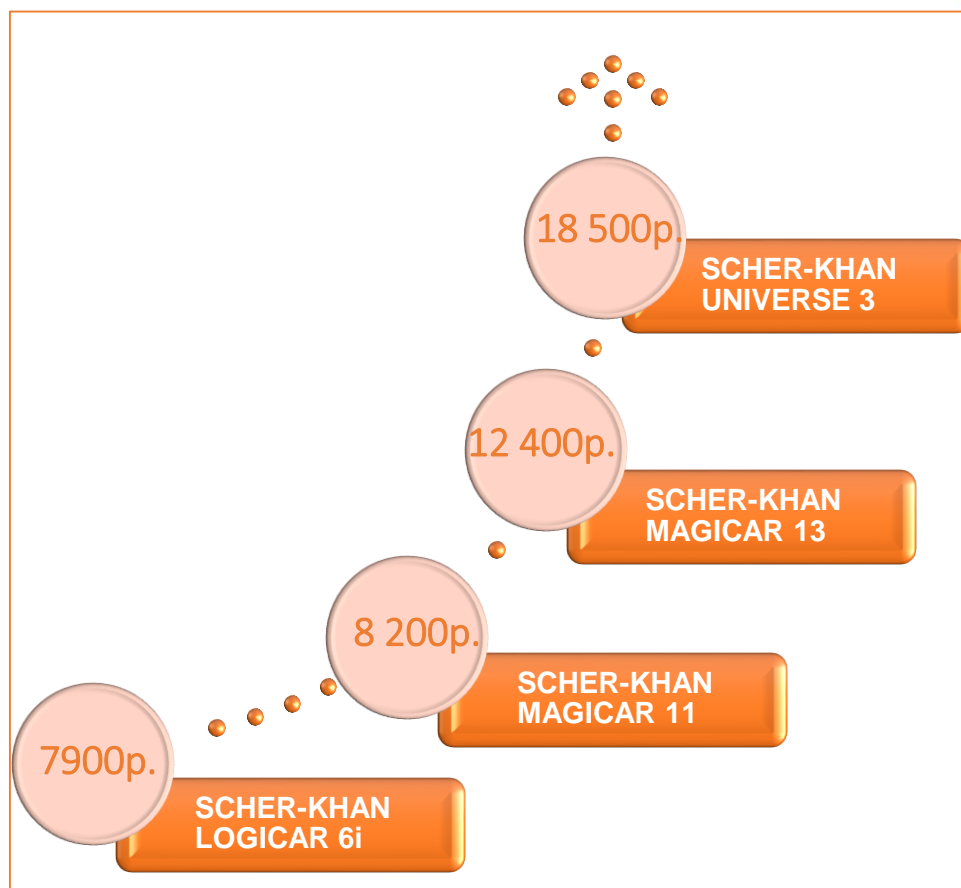 18 500р.
SCHER-KHAN
UNIVERSE 3
12 400р.
SCHER-KHAN
MAGICAR 13
8 200р.
SCHER-KHAN
MAGICAR 11
7900р.
SCHER-KHAN
LOGICAR 6i